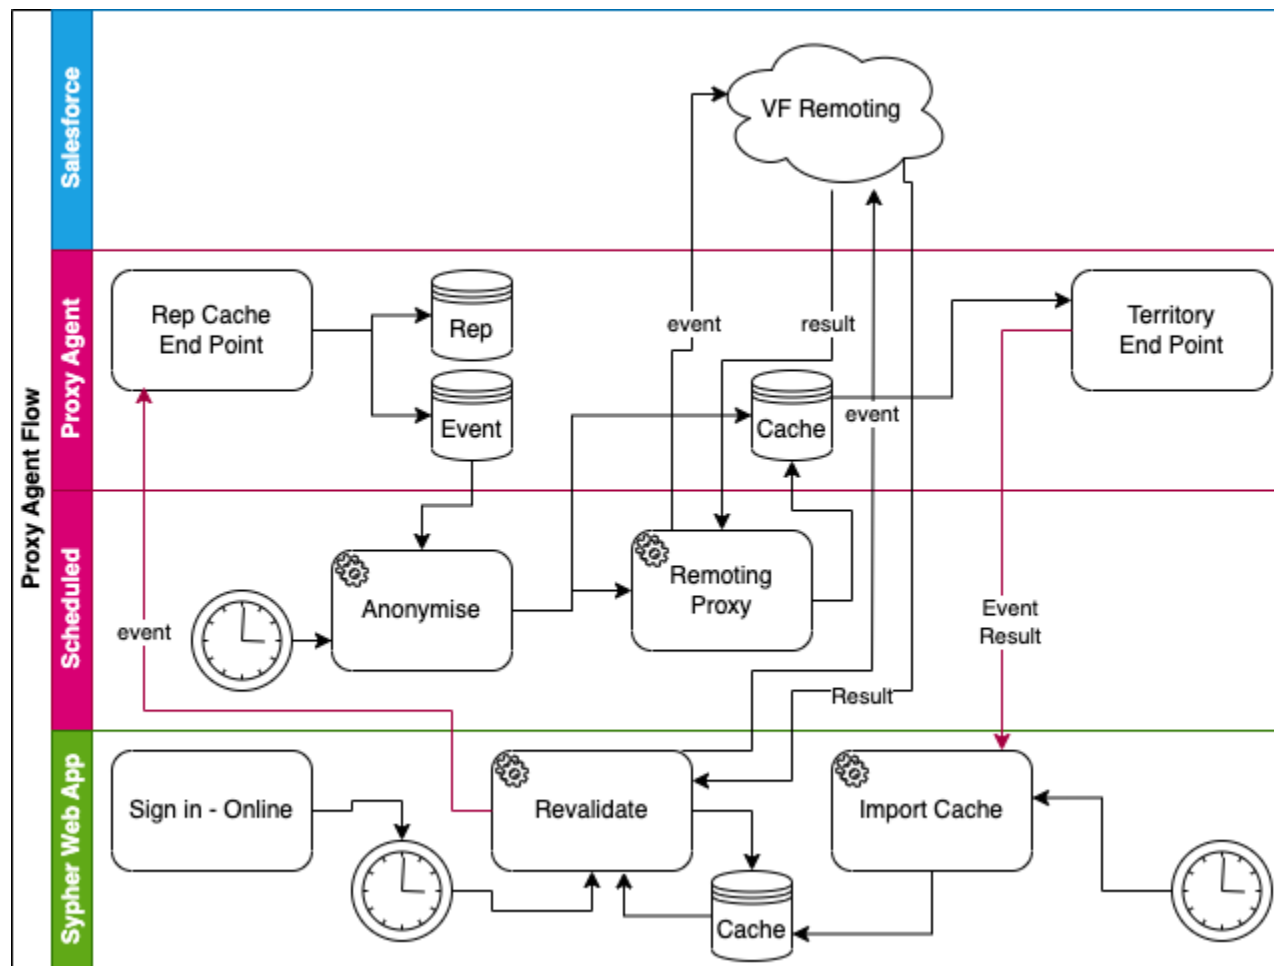 Proxy Agent Flow
Salesforce
VF Remoting
Proxy Agent
Rep Cache
End Point
Rep
Event
event
result
Cache
event
Territory
End Point
Scheduled
Anonymise
Remoting
Proxy
event
Event
Result
Result
Sypher Web App
Sign in - Online
Revalidate
Cache
Import Cache